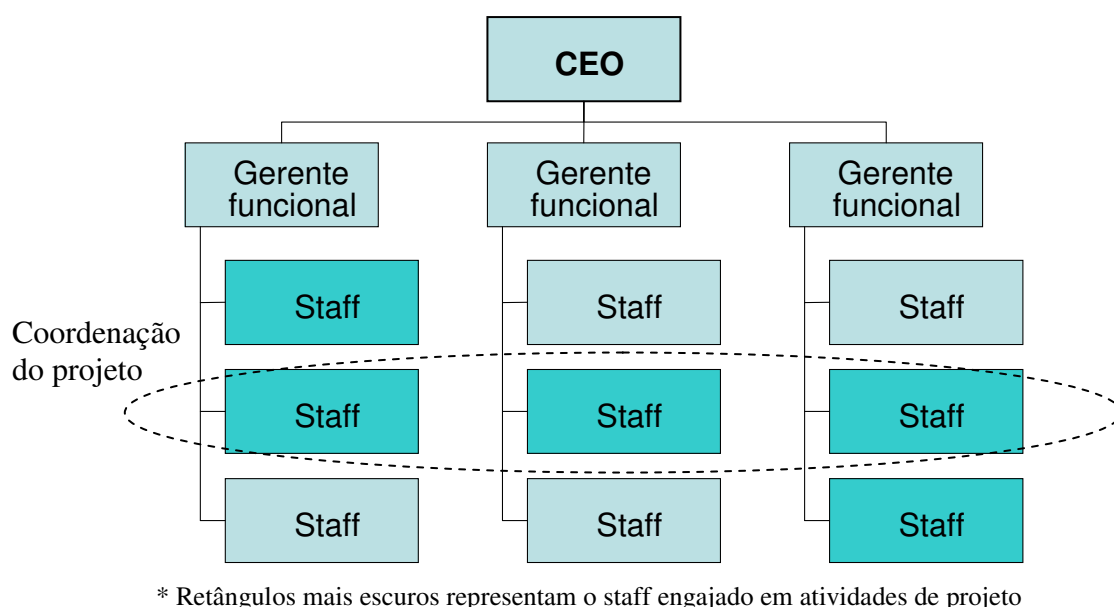 CEO
Gerente
funcional
Gerente
funcional
Gerente
funcional
Staff
Staff
Staff
Coordenação
do projeto
Staff
Staff
Staff
Staff
Staff
Staff
* Retângulos mais escuros representam o staff engajado em atividades de projeto